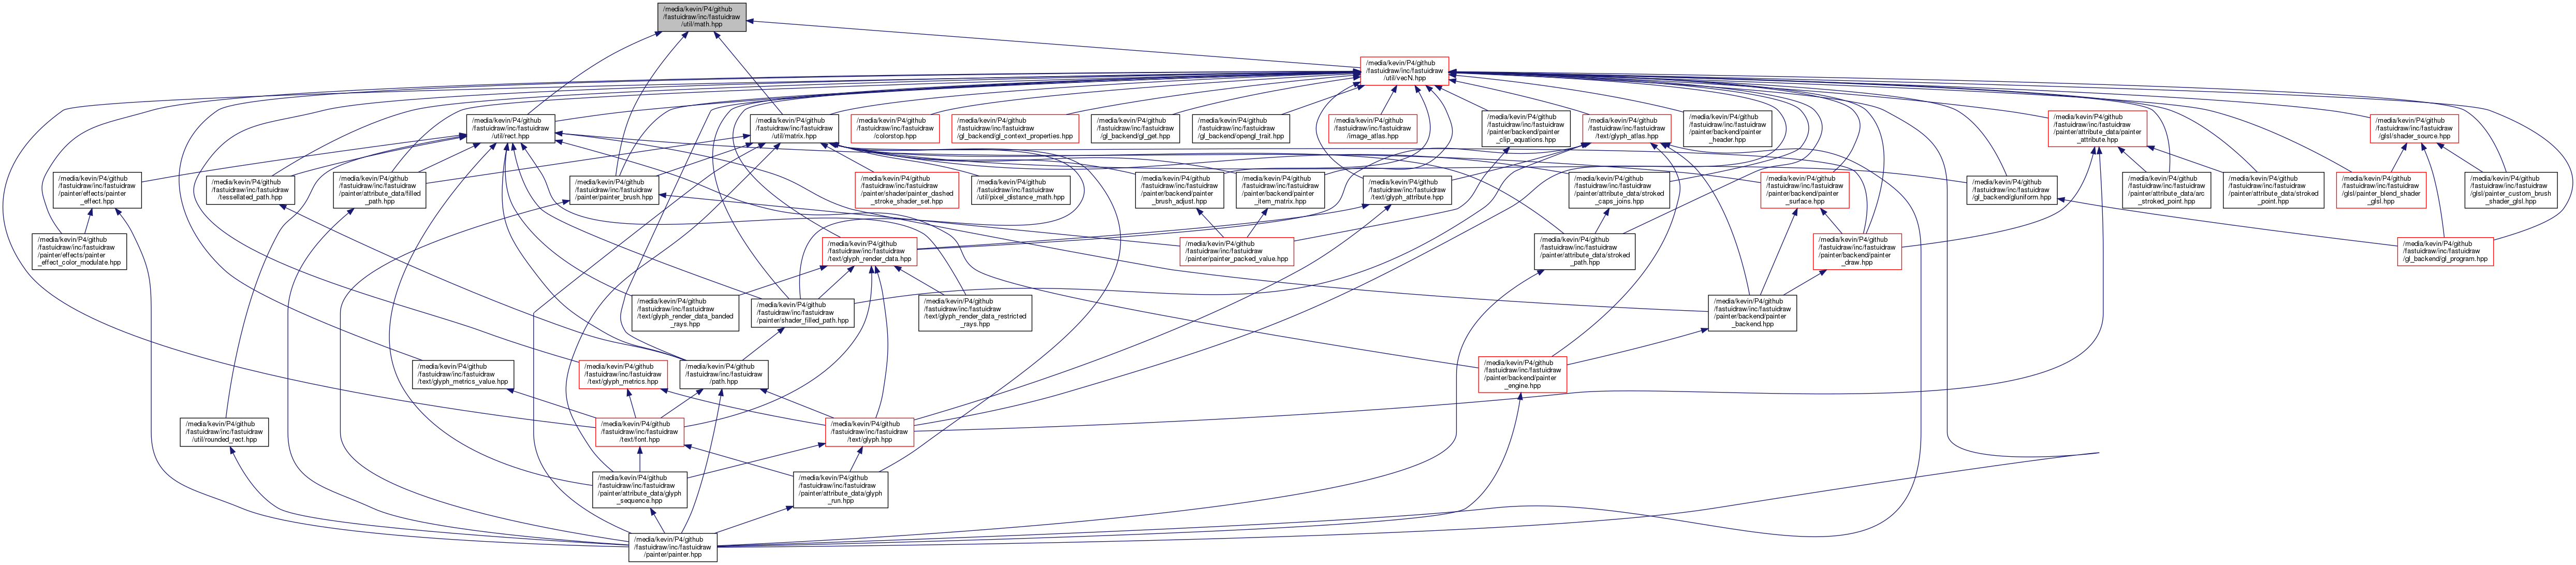 /media/kevin/P4/github
/fastuidraw/inc/fastuidraw
/util/math.hpp
/media/kevin/P4/github
/fastuidraw/inc/fastuidraw
/util/vecN.hpp
/media/kevin/P4/github
/fastuidraw/inc/fastuidraw
/util/rect.hpp
/media/kevin/P4/github
/fastuidraw/inc/fastuidraw
/util/matrix.hpp
/media/kevin/P4/github
/fastuidraw/inc/fastuidraw
/colorstop.hpp
/media/kevin/P4/github
/fastuidraw/inc/fastuidraw
/gl_backend/gl_context_properties.hpp
/media/kevin/P4/github
/fastuidraw/inc/fastuidraw
/gl_backend/gl_get.hpp
/media/kevin/P4/github
/fastuidraw/inc/fastuidraw
/gl_backend/opengl_trait.hpp
/media/kevin/P4/github
/fastuidraw/inc/fastuidraw
/image_atlas.hpp
/media/kevin/P4/github
/fastuidraw/inc/fastuidraw
/painter/backend/painter
_clip_equations.hpp
/media/kevin/P4/github
/fastuidraw/inc/fastuidraw
/text/glyph_atlas.hpp
/media/kevin/P4/github
/fastuidraw/inc/fastuidraw
/painter/backend/painter
_header.hpp
/media/kevin/P4/github
/fastuidraw/inc/fastuidraw
/painter/attribute_data/painter
_attribute.hpp
/media/kevin/P4/github
/fastuidraw/inc/fastuidraw
/glsl/shader_source.hpp
/media/kevin/P4/github
/fastuidraw/inc/fastuidraw
/painter/effects/painter
_effect.hpp
/media/kevin/P4/github
/fastuidraw/inc/fastuidraw
/tessellated_path.hpp
/media/kevin/P4/github
/fastuidraw/inc/fastuidraw
/painter/attribute_data/filled
_path.hpp
/media/kevin/P4/github
/fastuidraw/inc/fastuidraw
/painter/painter_brush.hpp
/media/kevin/P4/github
/fastuidraw/inc/fastuidraw
/painter/shader/painter_dashed
_stroke_shader_set.hpp
/media/kevin/P4/github
/fastuidraw/inc/fastuidraw
/util/pixel_distance_math.hpp
/media/kevin/P4/github
/fastuidraw/inc/fastuidraw
/painter/backend/painter
_brush_adjust.hpp
/media/kevin/P4/github
/fastuidraw/inc/fastuidraw
/painter/backend/painter
_item_matrix.hpp
/media/kevin/P4/github
/fastuidraw/inc/fastuidraw
/text/glyph_attribute.hpp
/media/kevin/P4/github
/fastuidraw/inc/fastuidraw
/painter/attribute_data/stroked
_caps_joins.hpp
/media/kevin/P4/github
/fastuidraw/inc/fastuidraw
/painter/backend/painter
_surface.hpp
/media/kevin/P4/github
/fastuidraw/inc/fastuidraw
/gl_backend/gluniform.hpp
/media/kevin/P4/github
/fastuidraw/inc/fastuidraw
/painter/attribute_data/arc
_stroked_point.hpp
/media/kevin/P4/github
/fastuidraw/inc/fastuidraw
/painter/attribute_data/stroked
_point.hpp
/media/kevin/P4/github
/fastuidraw/inc/fastuidraw
/glsl/painter_blend_shader
_glsl.hpp
/media/kevin/P4/github
/fastuidraw/inc/fastuidraw
/glsl/painter_custom_brush
_shader_glsl.hpp
/media/kevin/P4/github
/fastuidraw/inc/fastuidraw
/painter/effects/painter
_effect_color_modulate.hpp
/media/kevin/P4/github
/fastuidraw/inc/fastuidraw
/text/glyph_render_data.hpp
/media/kevin/P4/github
/fastuidraw/inc/fastuidraw
/painter/painter_packed_value.hpp
/media/kevin/P4/github
/fastuidraw/inc/fastuidraw
/painter/attribute_data/stroked
_path.hpp
/media/kevin/P4/github
/fastuidraw/inc/fastuidraw
/painter/backend/painter
_draw.hpp
/media/kevin/P4/github
/fastuidraw/inc/fastuidraw
/gl_backend/gl_program.hpp
/media/kevin/P4/github
/fastuidraw/inc/fastuidraw
/text/glyph_render_data_banded
_rays.hpp
/media/kevin/P4/github
/fastuidraw/inc/fastuidraw
/painter/shader_filled_path.hpp
/media/kevin/P4/github
/fastuidraw/inc/fastuidraw
/text/glyph_render_data_restricted
_rays.hpp
/media/kevin/P4/github
/fastuidraw/inc/fastuidraw
/painter/backend/painter
_backend.hpp
/media/kevin/P4/github
/fastuidraw/inc/fastuidraw
/text/glyph_metrics_value.hpp
/media/kevin/P4/github
/fastuidraw/inc/fastuidraw
/text/glyph_metrics.hpp
/media/kevin/P4/github
/fastuidraw/inc/fastuidraw
/path.hpp
/media/kevin/P4/github
/fastuidraw/inc/fastuidraw
/painter/backend/painter
_engine.hpp
/media/kevin/P4/github
/fastuidraw/inc/fastuidraw
/util/rounded_rect.hpp
/media/kevin/P4/github
/fastuidraw/inc/fastuidraw
/text/font.hpp
/media/kevin/P4/github
/fastuidraw/inc/fastuidraw
/text/glyph.hpp
/media/kevin/P4/github
/fastuidraw/inc/fastuidraw
/painter/attribute_data/glyph
_sequence.hpp
/media/kevin/P4/github
/fastuidraw/inc/fastuidraw
/painter/attribute_data/glyph
_run.hpp
/media/kevin/P4/github
/fastuidraw/inc/fastuidraw
/painter/painter.hpp